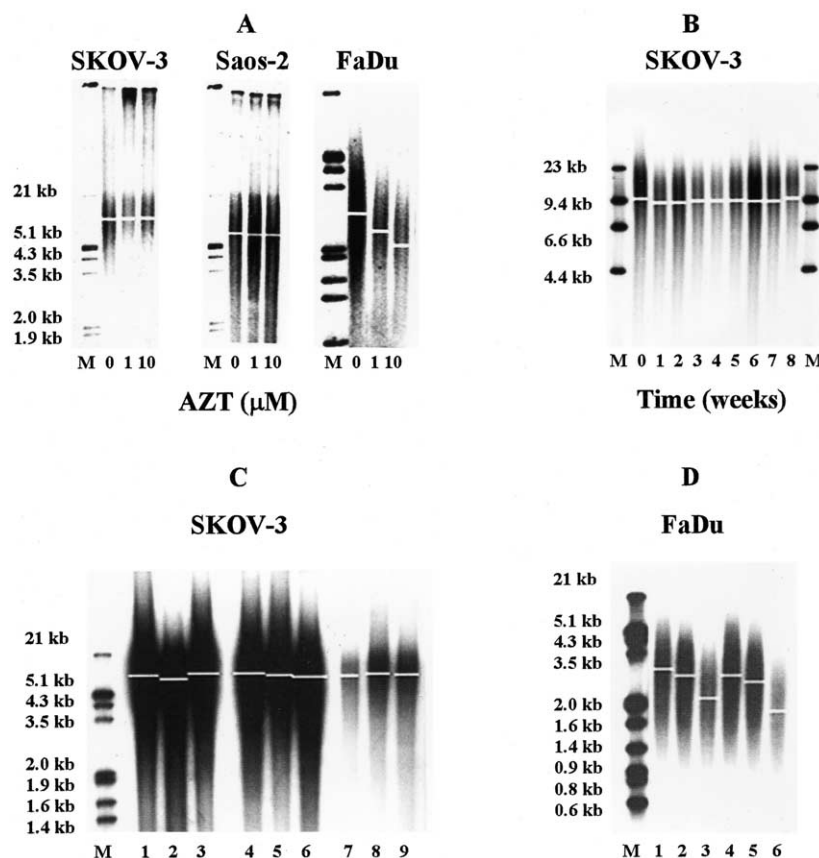 A
SKOV-3 Saos-2 FaDu
21 kb
5.1 kb
4.3 kb
3.5 kb
2.0 kb
1.9 kb
M 0 1 10 M 0 1 10 M 0 1 10
AZT (μM)
B
SKOV-3
23 kb
9.4 kb
6.6 kb
4.4 kb
M 0 1 2 3 4 5 6 7 8 M
Time (weeks)
C
SKOV-3
21 kb
5.1 kb
4.3 kb
3.5 kb
2.0 kb
1.9 kb
1.6 kb
1.4 kb
M 1 2 3 4 5 6 7 8 9
D
FaDu
21 kb
5.1 kb
4.3 kb
3.5 kb
2.0 kb
1.6 kb
1.4 kb
0.9 kb
0.8 kb
0.6 kb
M 1 2 3 4 5 6